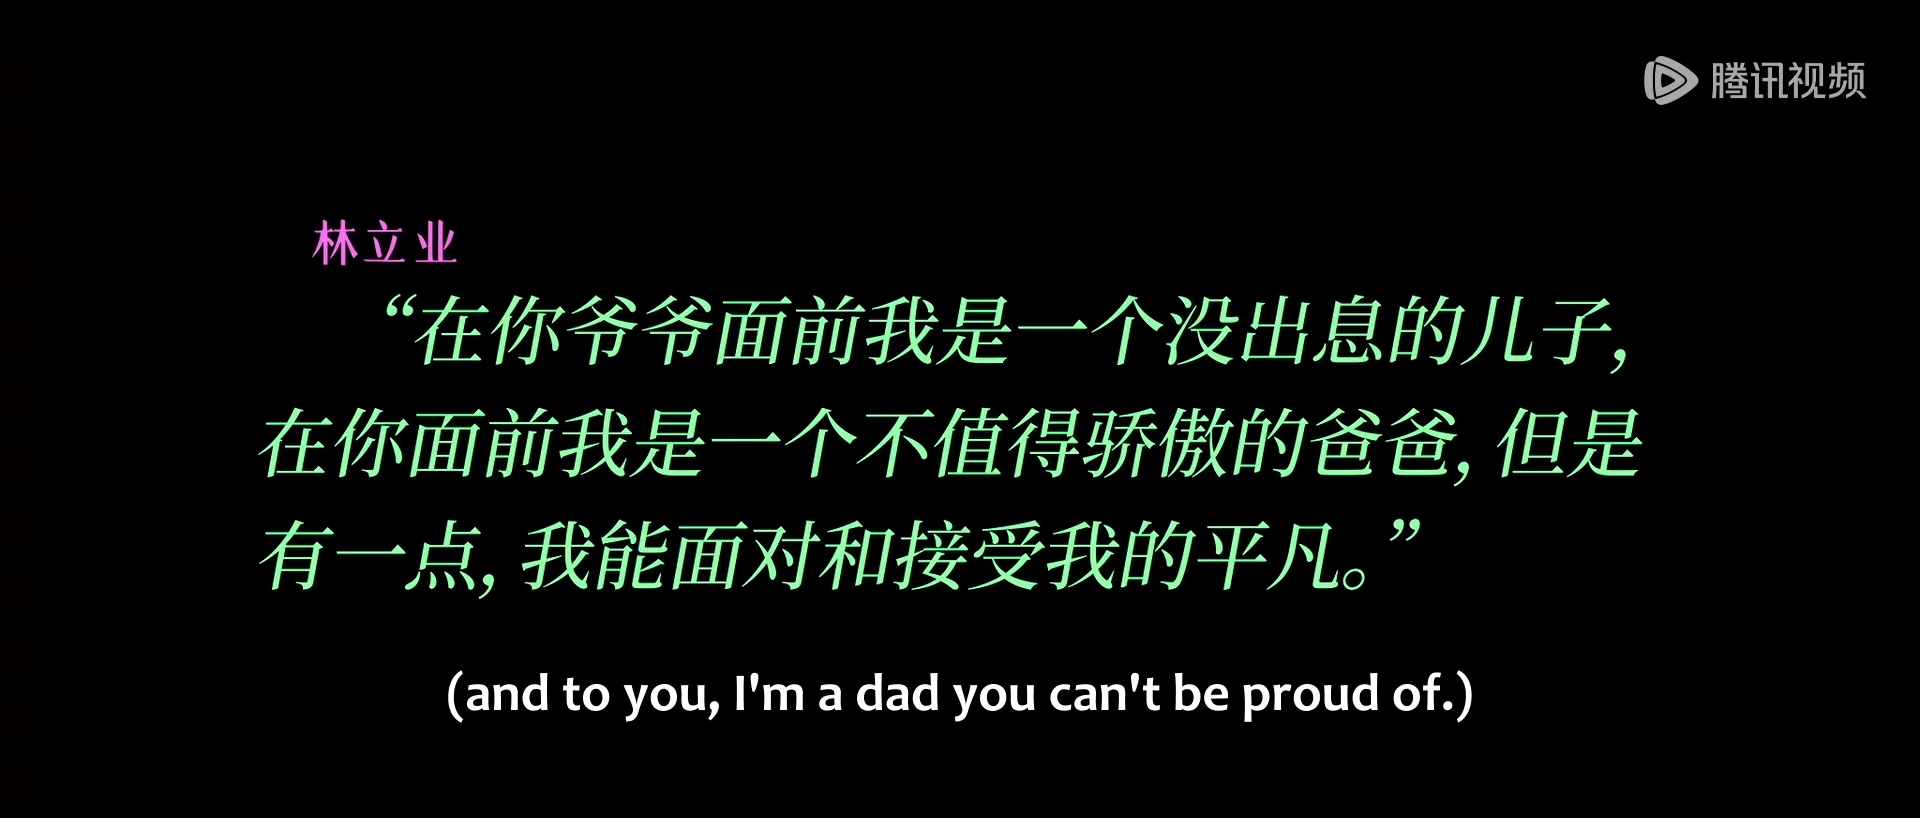 腾讯视频
林立业
“在你爷爷面前我是一个没出息的儿子,
在你面前我是一个不值得骄傲的爸爸, 但是
有一点, 我能面对和接受我的平凡。”
(and to you, I'm a dad you can't be proud of.)